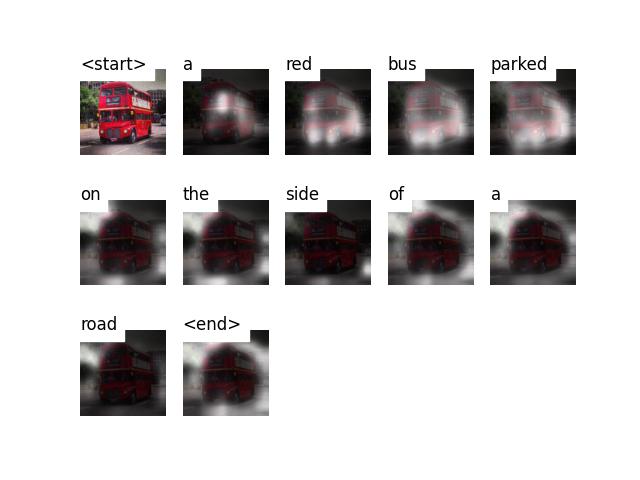 <start> a red bus parked
on the side of a
road <end>